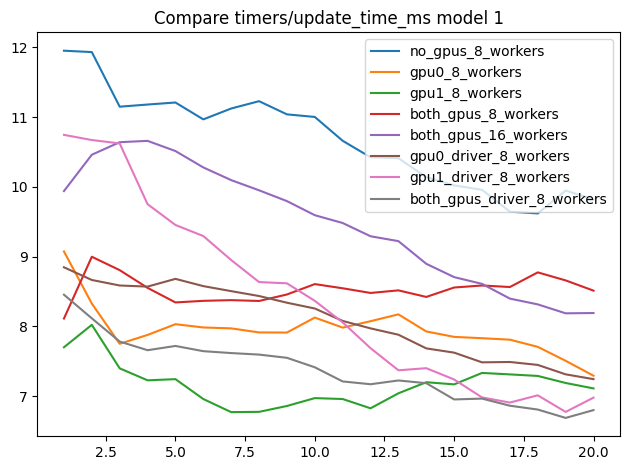 Compare timers/update_time_ms model 1
12
11
10
9
8
7
no_gpus_8_workers
gpu0_8_workers
gpu1_8_workers
both_gpus_8_workers
both_gpus_16_workers
gpu0_driver_8_workers
gpu1_driver_8_workers
both_gpus_driver_8_workers
2.5 5.0 7.5 10.0 12.5 15.0 17.5 20.0